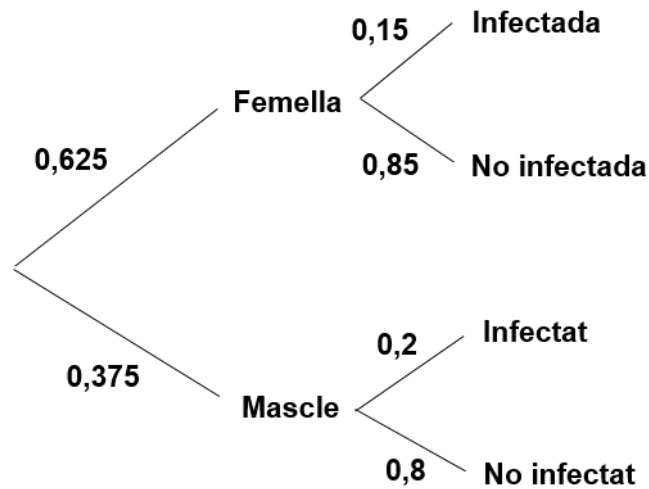 0,15
Infectada
Femella
0,625
0,85
No infectada
0,375
0,2
Infectat
Mascle
0,8
No infectat